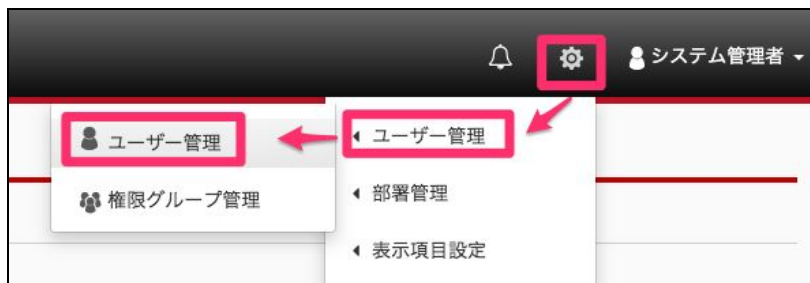 システム管理者
ユーザー管理
ユーザー管理
権限グループ管理
部署管理
表示項目設定